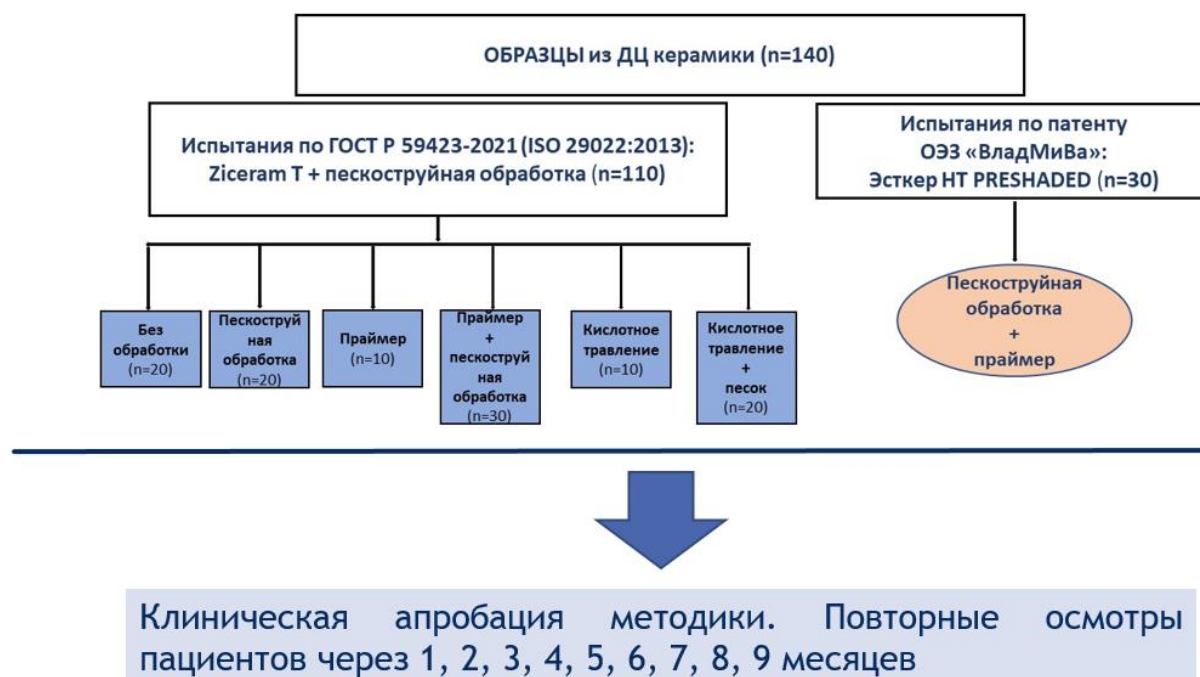 ОБРАЗЦЫ из ДЦ керамики (n=140)
Испытания по ГОСТ Р 59423-2021 (ISO 29022:2013):
Ziceram T + пескоструйная обработка (n=110)
Испытания по патенту
ОЭЗ «ВладМиВа»:
Эсткер HT PRESHADED (n=30)
Без
обработки
(n=20)
Пескоструй
ная
обработка
(n=20)
Праймер
(n=10)
Праймер
+
пескоструй
ная
обработка
(n=30)
Кислотное
травление
(n=10)
Кислотное
травление
+
песок
(n=20)
Пескоструйная
обработка
+
праймер
Клиническая апробация методики. Повторные осмотры
пациентов через 1, 2, 3, 4, 5, 6, 7, 8, 9 месяцев